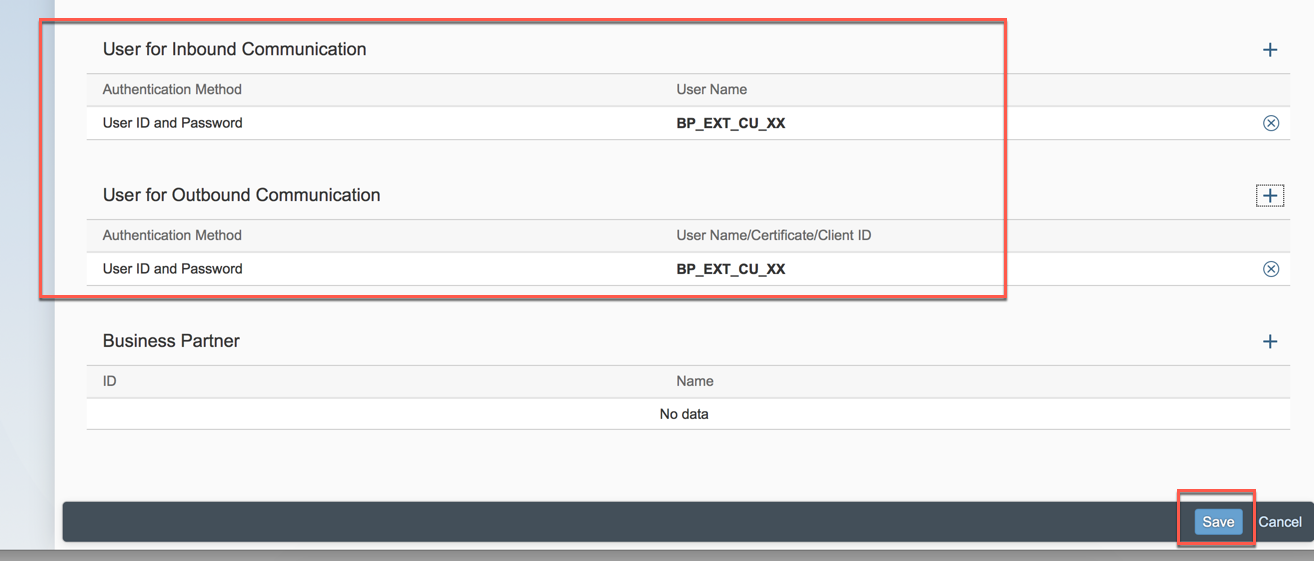 User for Inbound Communication
Authentication Method User Name
User ID and Password BP_EXT_CU_XX
User for Outbound Communication
Authentication Method User Name/Certificate/Client ID
User ID and Password BP_EXT_CU_XX
Business Partner
ID Name
No data
Save Cancel